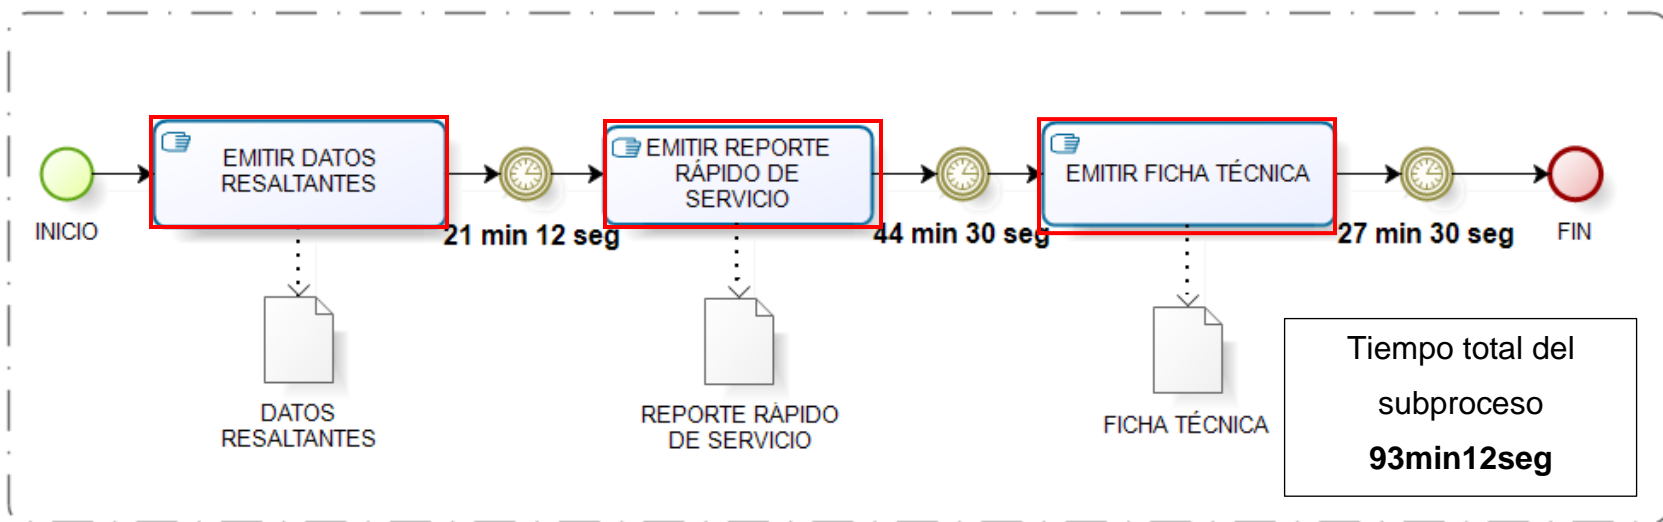 EMITIR DATOS
RESALTANTES
EMITIR REPORTE
RÁPIDO DE
SERVICIO
EMITIR FICHA TÉCNICA
INICIO
21 min 12 seg
44 min 30 seg
27 min 30 seg
FIN
DATOS
RESALTANTES
REPORTE RÁPIDO
DE SERVICIO
FICHA TÉCNICA
Tiempo total del
subproceso
93min12seg